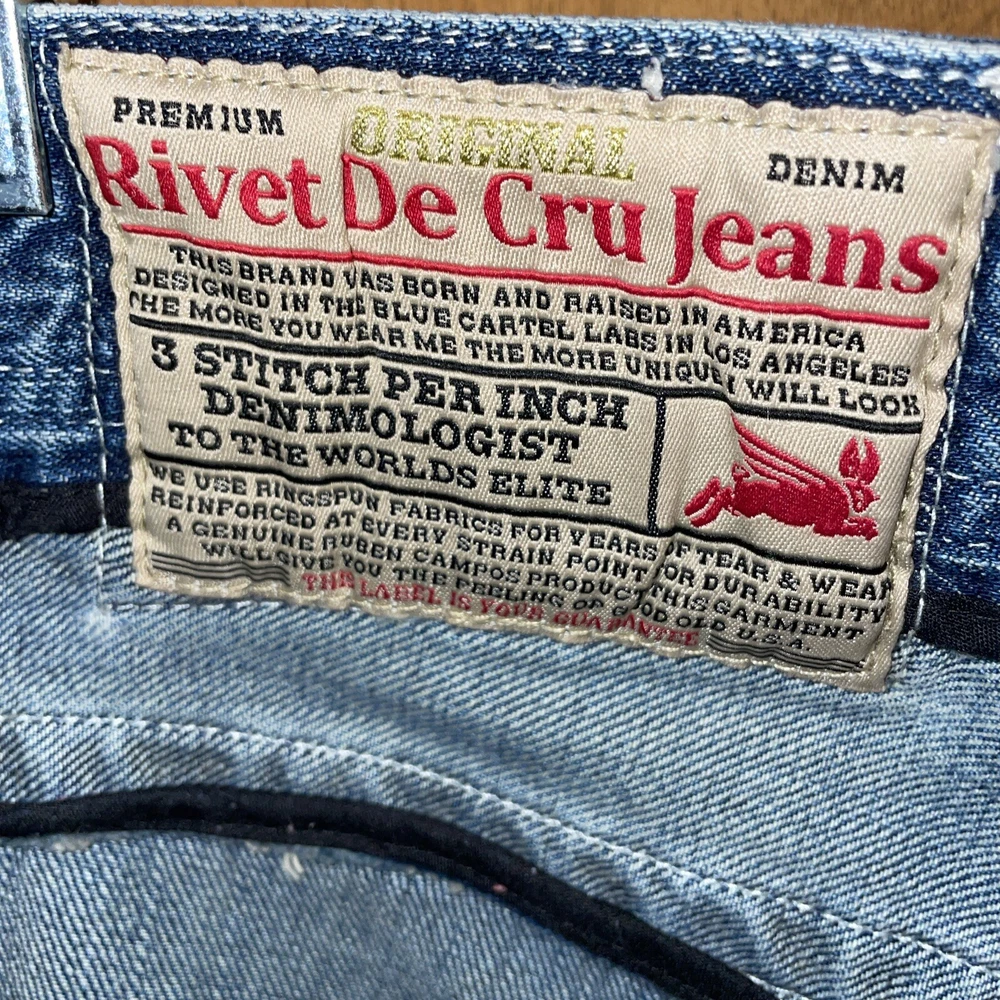 PREMIUM ORIGINAL DENIM
Rivet De Cru Jeans
THIS BRAND VAS BORN AND RAISED IN AMERICA
DESIGNED IN THE BLUE CARTEL LABS IN LOS ANGELES
THE MORE YOU WEAR ME THE MORE UNIQUE I WILL LOOK
3 STITCH PER INCH
DENIMOLOGIST
TO THE WORLDS ELITE
WE USE RINGSPUN FABRICS FOR YEARS OF TEAR & WEAR
REINFORCED AT EVERY STRAIN POINT FOR DURABILITY
A GENUINE RUBEN CAMPOS PRODUCT THIS GARMENT
WILL GIVE YOU THE FEELING OF GOOD OLD U.S.A.
THIS LABEL IS YOUR GUARANTEE